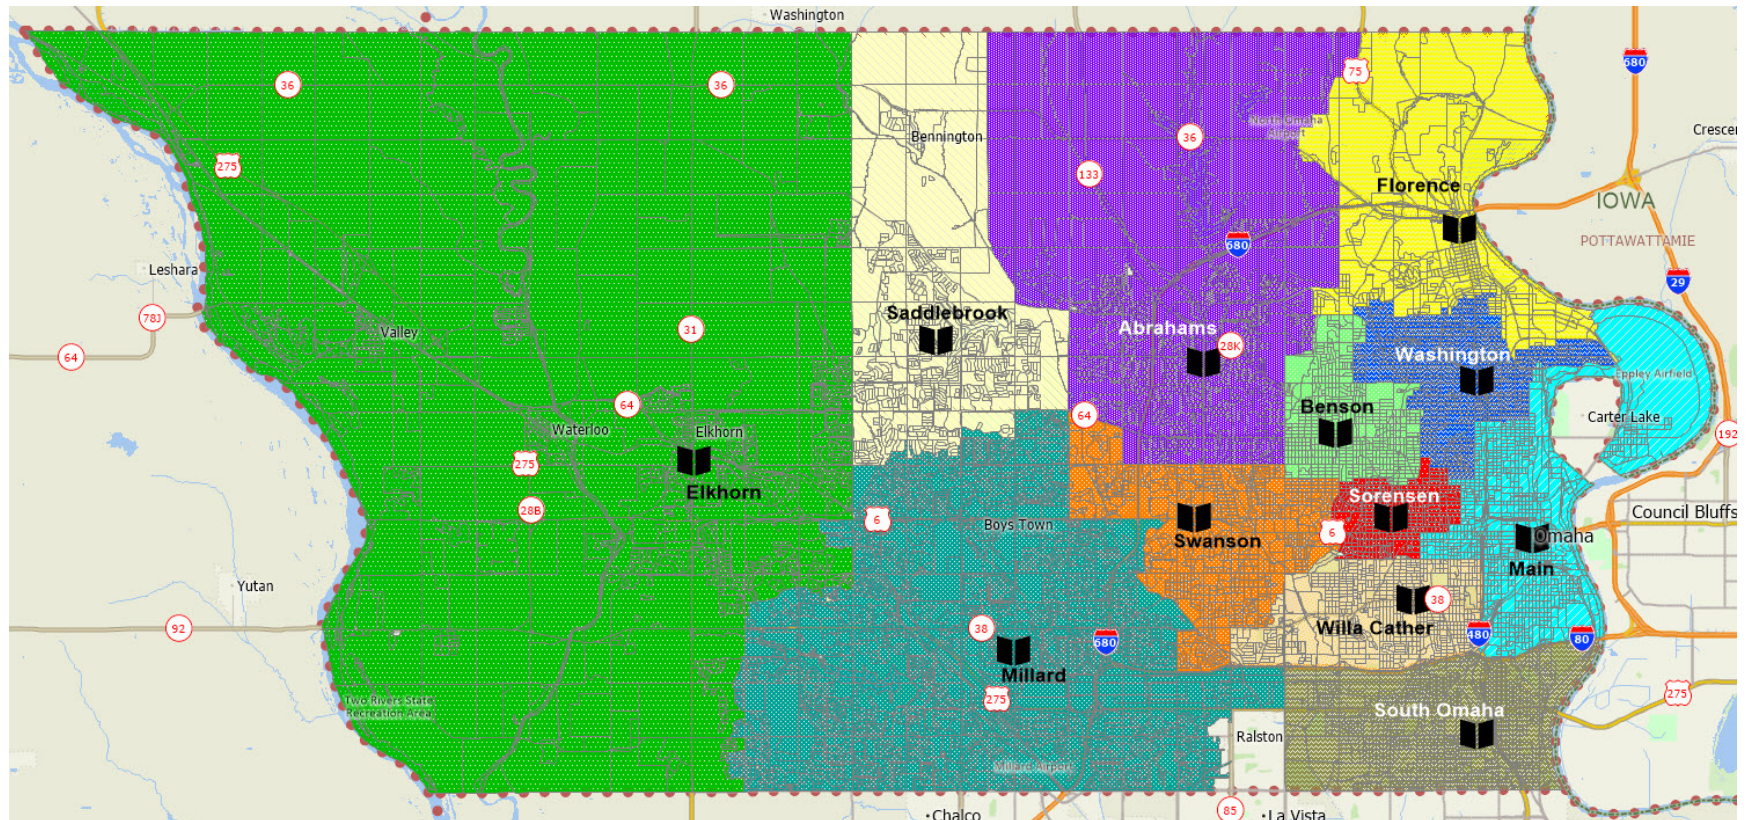 Washington
680
36
36
75
Bennington
North Omaha
Airport
36
Crescen
275
133
Florence
IOWA
680
POTTAWATTAMIE
Leshara
29
78J
Saddlebrook
31
Abrahams
Valley
28K
64
Washington
Eppley Airfield
64
Benson
64
Carter Lake
Waterloo
Elkhorn
192
275
Elkhorn
Sorensen
28B
6
Boys Town
6
Council Bluffs
Swanson
Omaha
Main
Yutan
38
92
38
680
Willa Cather
480
80
Millard
275
275
Two Rivers State
Recreation Area
South Omaha
Ralston
Millard Airport
85
Chalco
La Vista